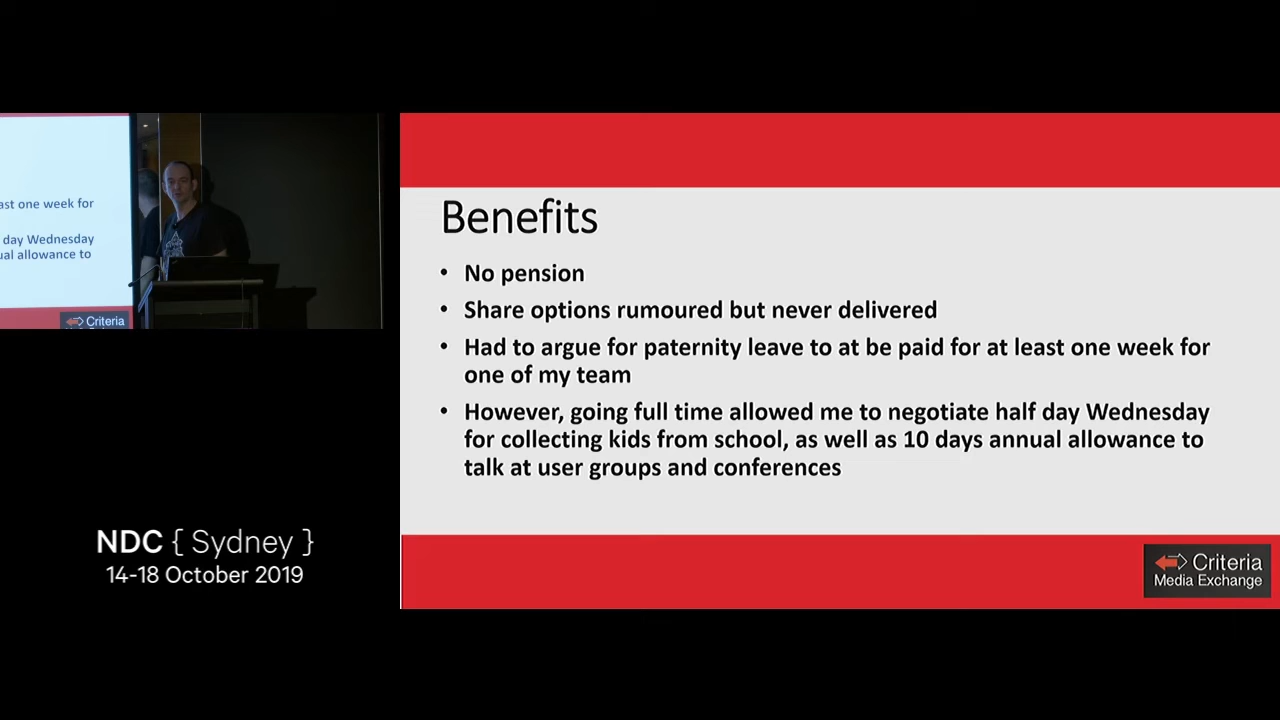 ast one week for
day Wednesday
ual allowance to
Criteria
NDC { Sydney }
14-18 October 2019
Benefits
• No pension
• Share options rumoured but never delivered
• Had to argue for paternity leave to at be paid for at least one week for
one of my team
• However, going full time allowed me to negotiate half day Wednesday
for collecting kids from school, as well as 10 days annual allowance to
talk at user groups and conferences
Criteria
Media Exchange